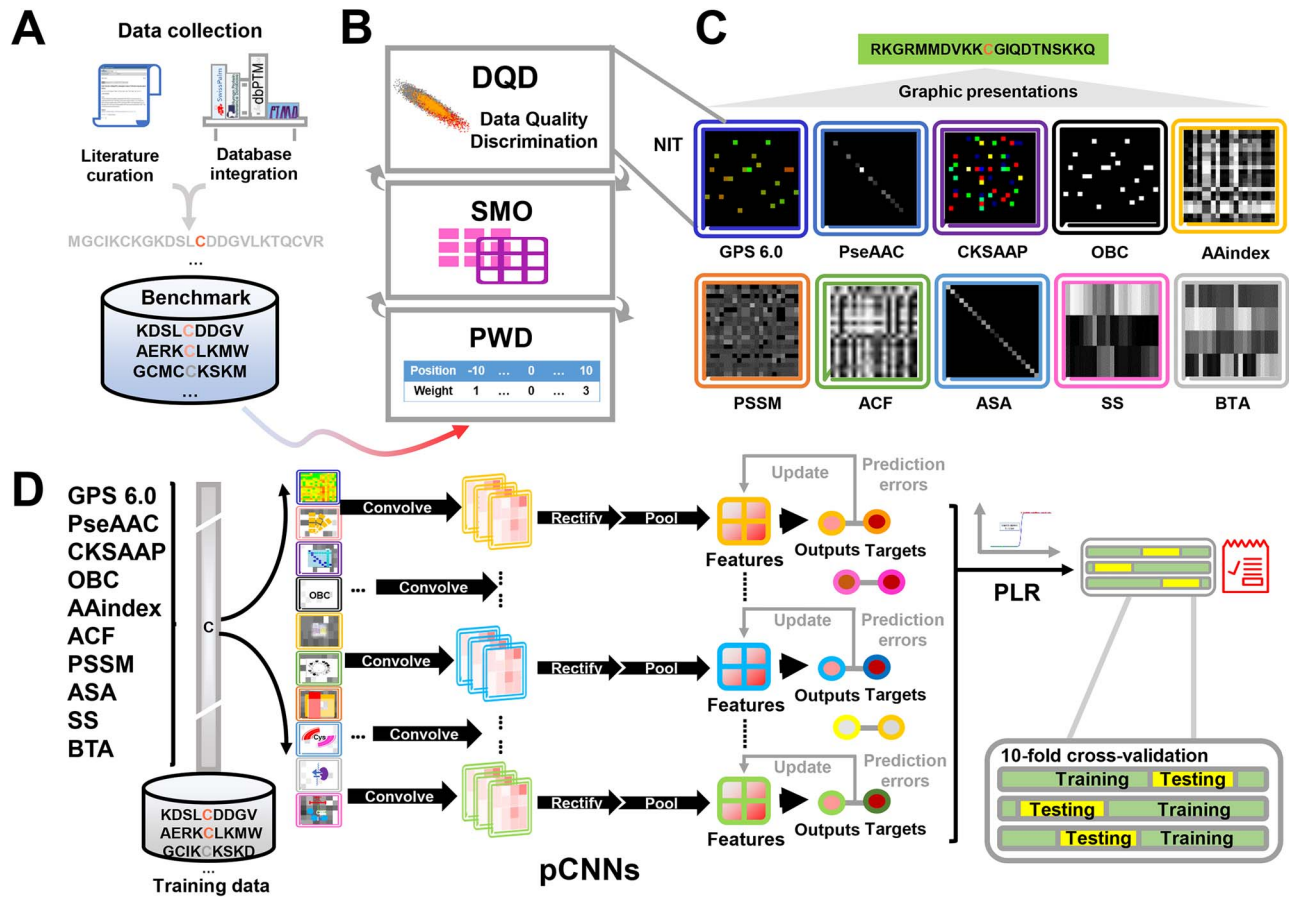 A
Data collection
SwissPalm
dbPTM
Literature
curation
Database
integration
MGCIKCKGKDSLCDDGVLKTQCVR
...
Benchmark
KDSLCDDGV
AERKCLKMW
GCMCCKSKM
...
B
DQD
Data Quality
Discrimination
SMO
PWD
Position -10 ... 0 ... 10
Weight 1 ... 0 ... 3
C
RKGRMMDVKKCGIQDTNSKKQ
Graphic presentations
NIT
GPS 6.0 PseAAC CKSAAP OBC AAindex
PSSM ACF ASA SS BTA
D
GPS 6.0
PseAAC
CKSAAP
OBC
AAindex
ACF
PSSM
ASA
SS
BTA
C
KDSLCDDGV
AERKCLKMW
GCIKCKSKD
...
Training data
OBC
Cys
Convolve
Rectify
Pool
Features
Update
Prediction
errors
Outputs Targets
... Convolve
Convolve
Rectify
Pool
Features
Update
Prediction
errors
Outputs Targets
... Convolve
Convolve
Rectify
Pool
Features
Update
Prediction
errors
Outputs Targets
pCNNs
PLR
10-fold cross-validation
Training Testing
Testing Training
Testing Training